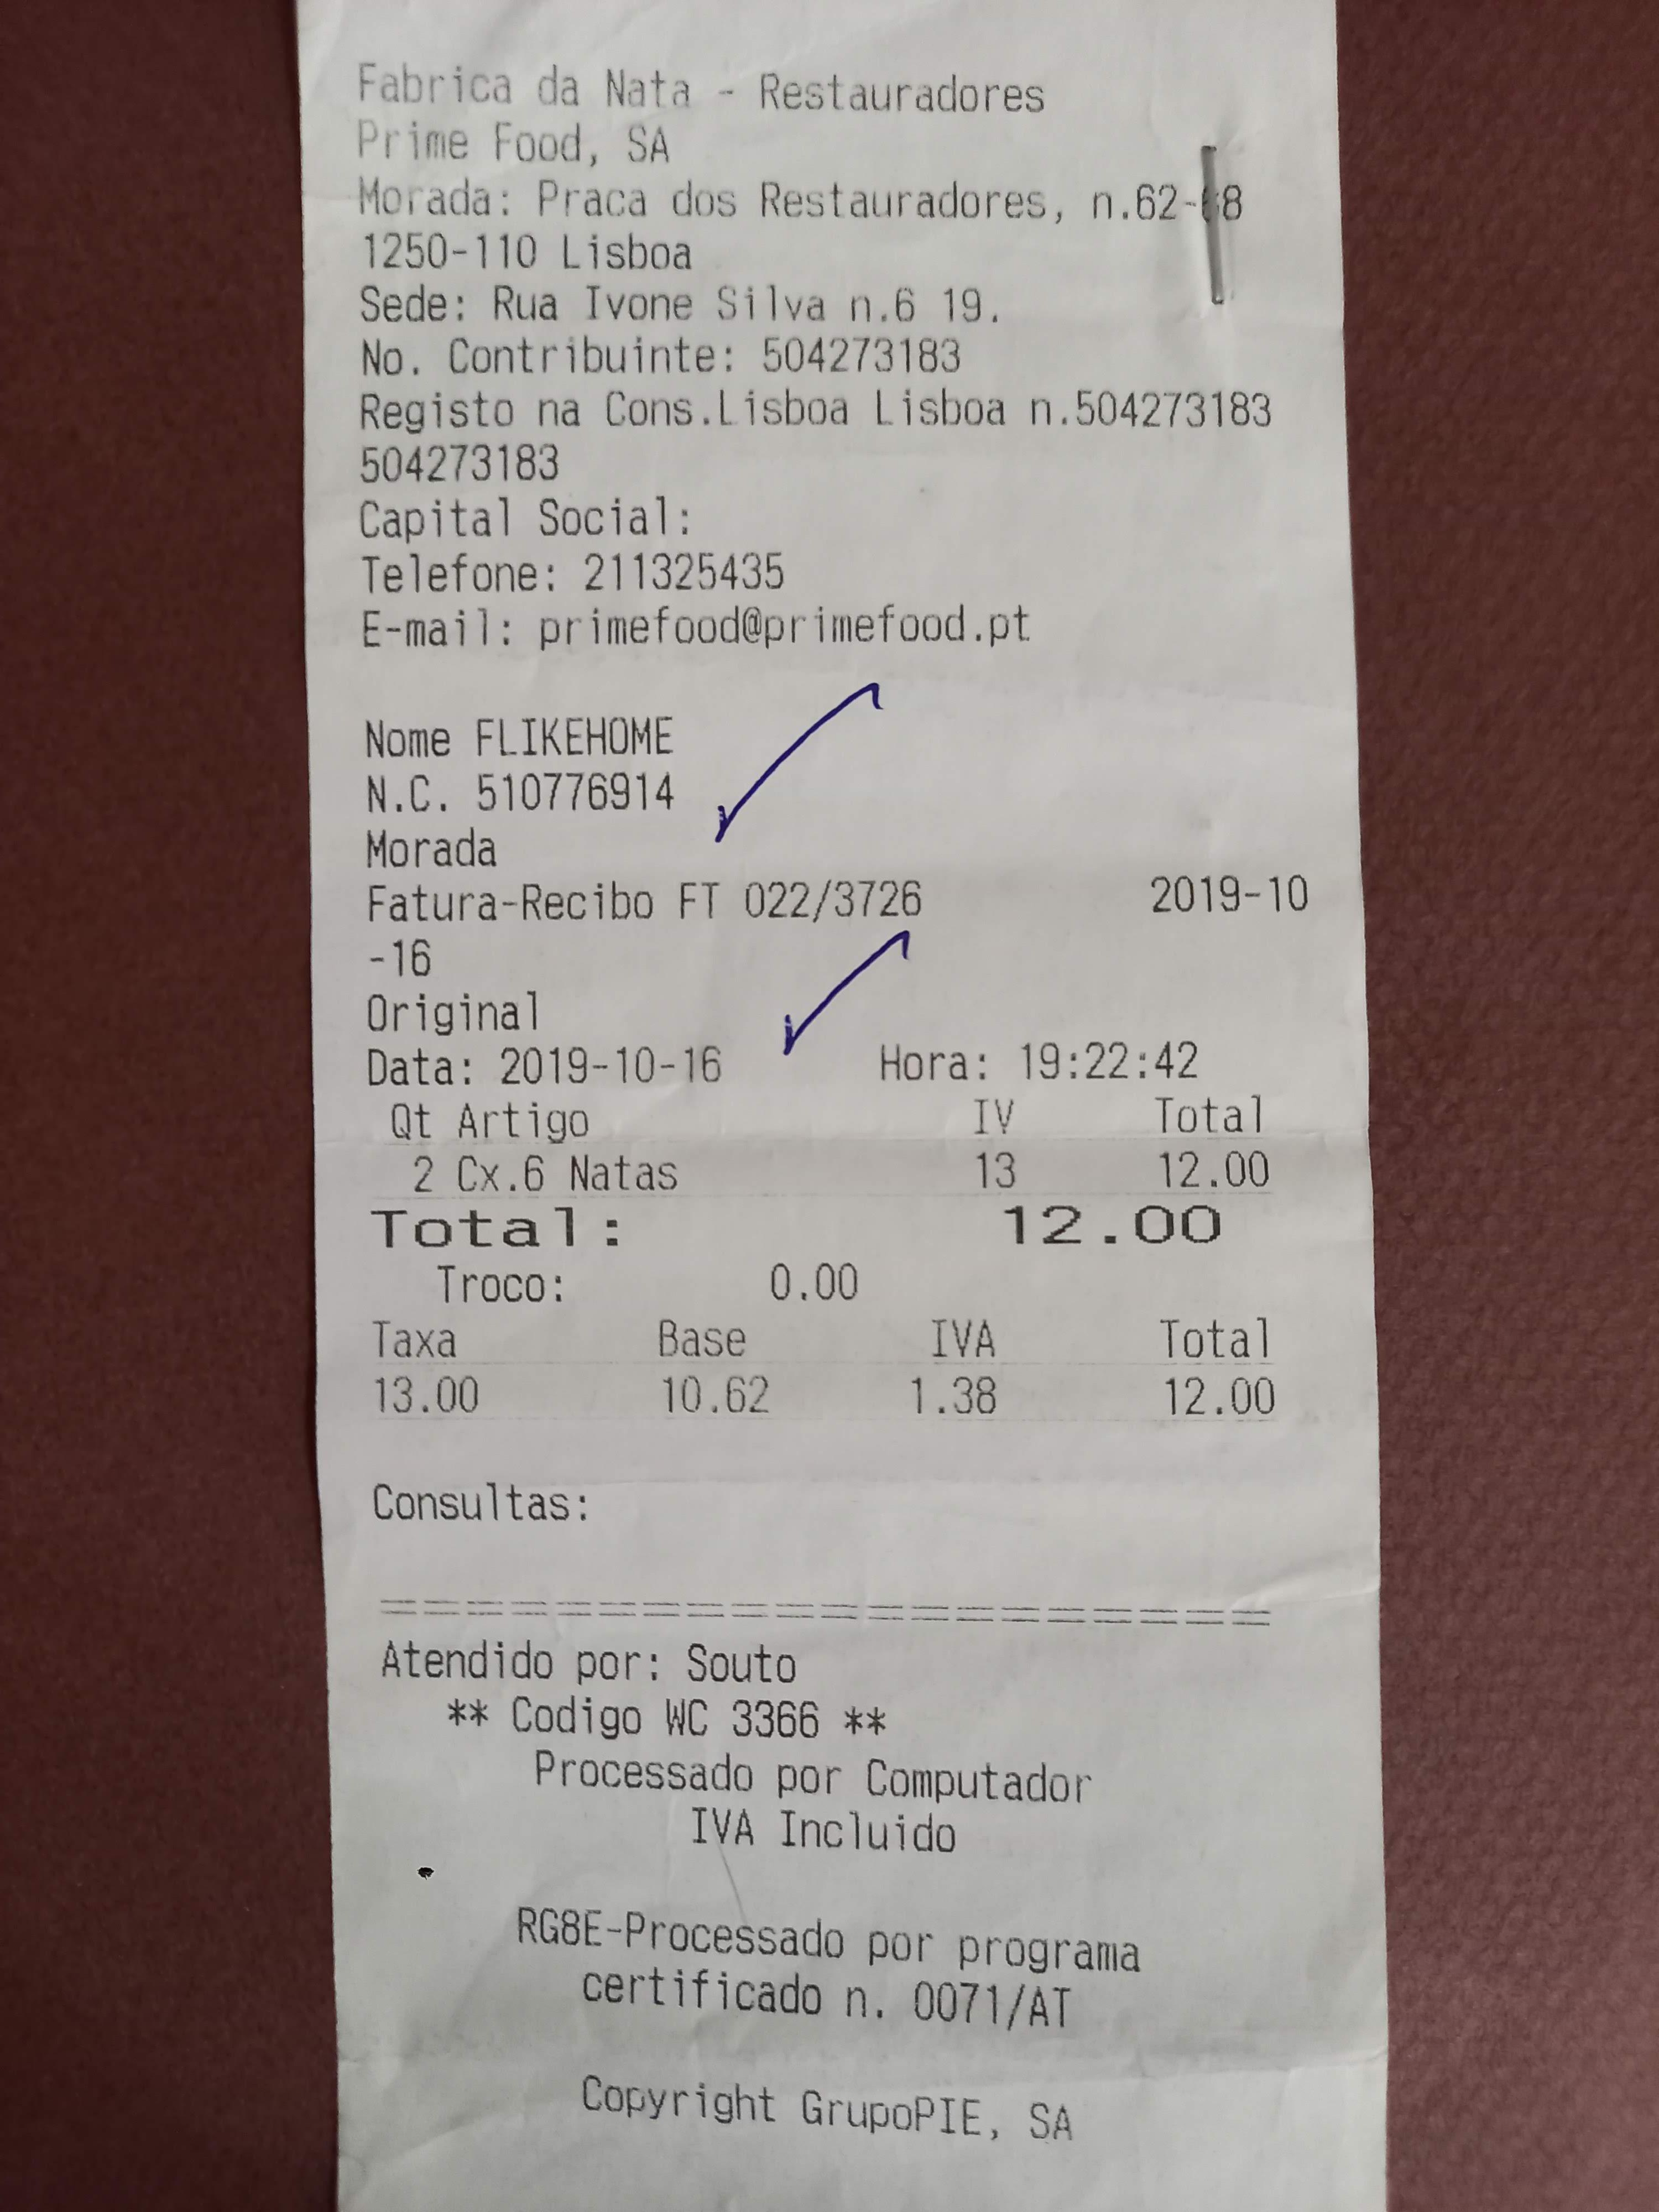 Fabrica da Nata - Restauradores
Prime Food, SA
Morada: Praca dos Restauradores, n.62-68
1250-110 Lisboa
Sede: Rua Ivone Silva n.6 19.
No. Contribuinte: 504273183
Registo na Cons.Lisboa Lisboa n.504273183
504273183
Capital Social:
Telefone: 211325435
E-mail: primefood@primefood.pt
Nome FLIKEHOME
N.C. 510776914
Morada
Fatura-Recibo FT 022/3726 2019-10
-16
Original
Data: 2019-10-16 Hora: 19:22:42
Qt Artigo IV Total
2 Cx.6 Natas 13 12.00
Total: 12.00
Troco: 0.00
Taxa Base IVA Total
13.00 10.62 1.38 12.00
Consultas:
=====================
Atendido por: Souto
** Codigo WC 3366 **
Processado por Computador
IVA Incluido
RG8E-Processado por programa
certificado n. 0071/AT
Copyright GrupoPIE, SA